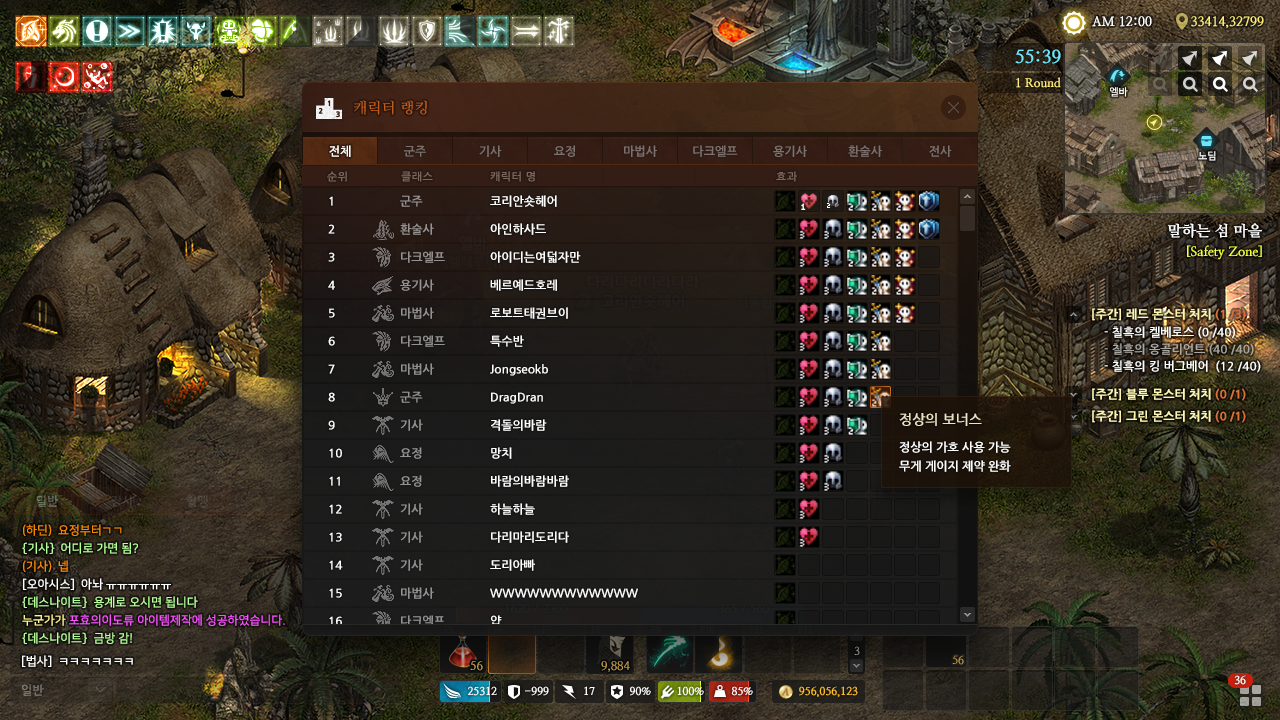 AM 12:00
33414,32799
55:39
1 Round
엘바
노딤
말하는 섬 마을
[Safety Zone]
캐릭터 랭킹
전체 군주 기사 요정 마법사 다크엘프 용기사 환술사 전사
순위 클래스 캐릭터 명 효과
1 군주 코리안숏헤어
2 환술사 아인하사드
3 다크엘프 아이디는여덟자만
4 용기사 베르에드호레
5 마법사 로보트태권브이
6 다크엘프 특수반
7 마법사 Jongseokb
8 군주 DragDran
9 기사 격돌의바람
10 요정 망치
11 요정 바람의바람바람
12 기사 하늘하늘
13 기사 다리마리도리다
14 기사 도리아빠
15 마법사 WWWWWWWWWWWW
16 다크엘프 얀
정상의 보너스
정상의 가호 사용 가능
무게 게이지 제약 완화
[주간] 레드 몬스터 처치
- 칠흑의 켈베로스 (0 /40)
- 칠흑의 옹골리언트 (40 /40)
- 칠흑의 킹 버그베어 (12 /40)
[주간] 블루 몬스터 처치 (0 /1)
[주간] 그린 몬스터 처치 (0 /1)
일반
(하딘) 요정부터ㄱㄱ
{기사} 어디로 가면 됨?
(기사) 넵
[오아시스] 아놔 ㅠㅠㅠㅠㅠㅠ
{데스나이트} 용계로 오시면 됩니다
누군가가 포효의이도류 아이템제작에 성공하였습니다.
{데스나이트} 금방 감!
[법사] ㅋㅋㅋㅋㅋㅋㅋ
일반
56
9,884
3
56
25312 -999 17 90% 100% 85% 956,056,123
36